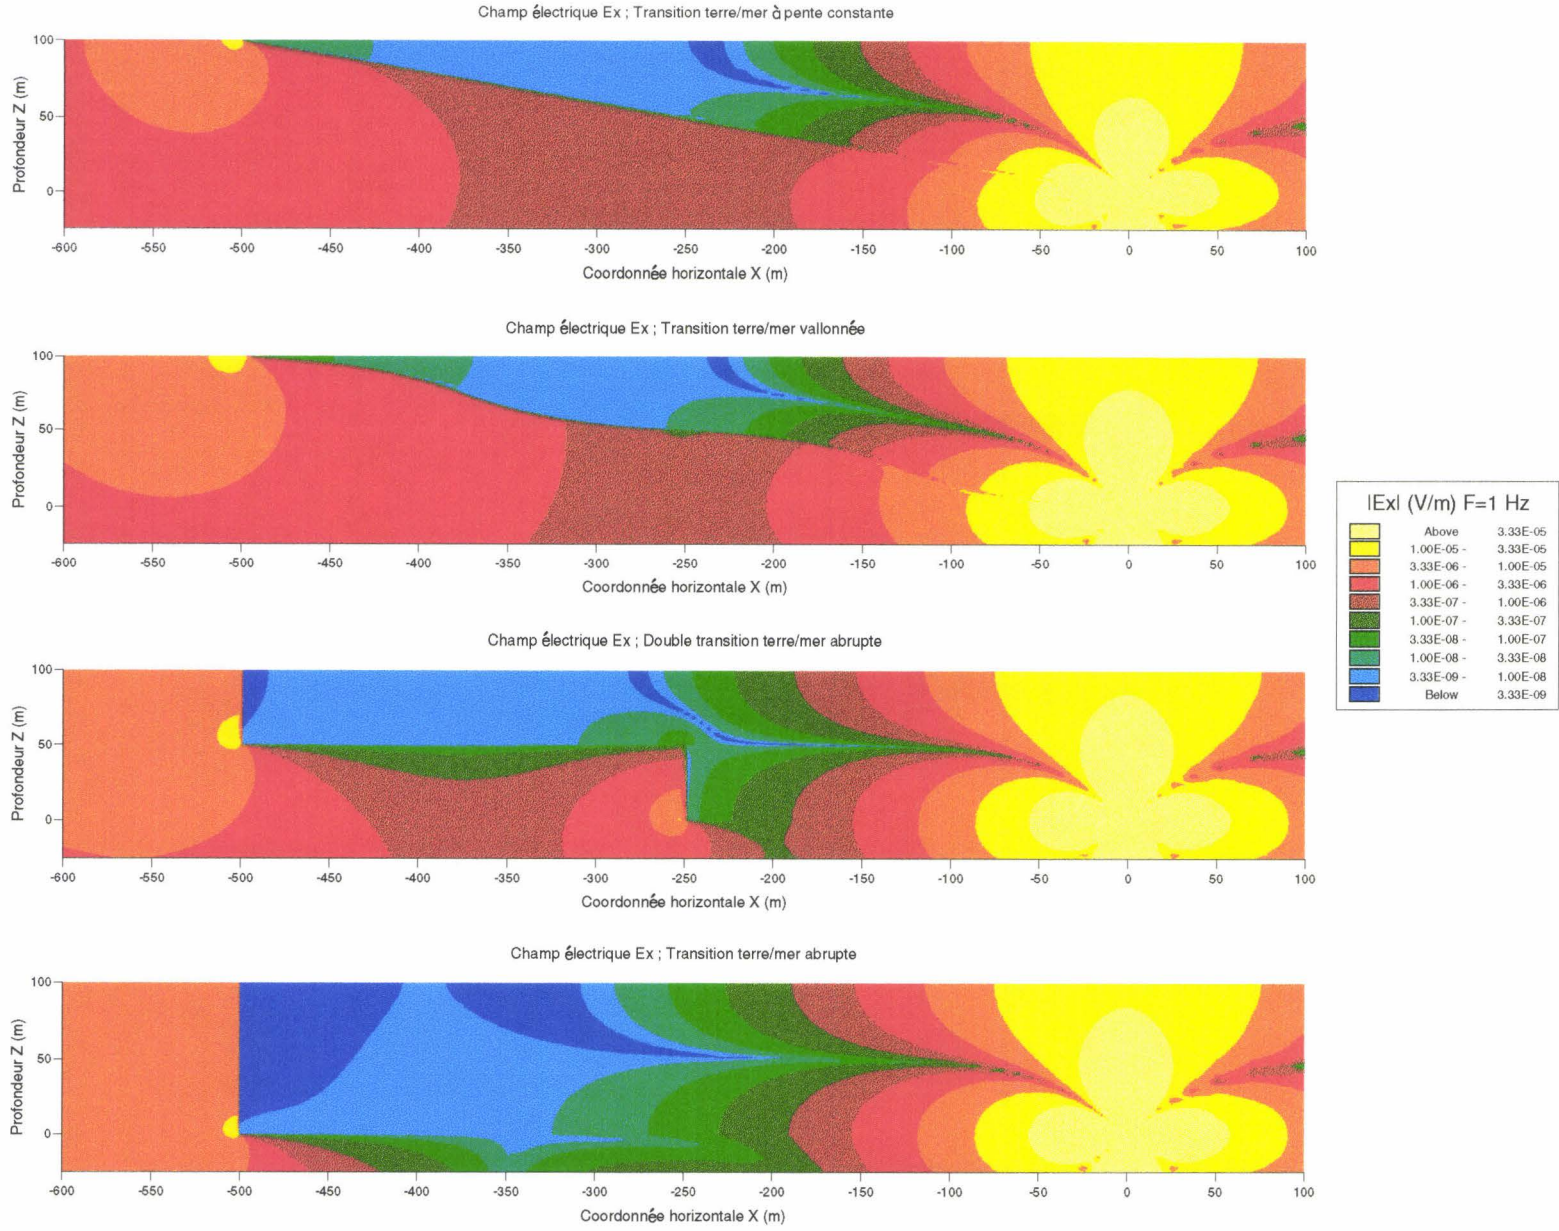 Champ électrique Ex ; Transition terre/mer à pente constante
Profondeur Z (m)
100
50
0
-600 -550 -500 -450 -400 -350 -300 -250 -200 -150 -100 -50 0 50 100
Coordonnée horizontale X (m)
Champ électrique Ex ; Transition terre/mer vallonnée
Profondeur Z (m)
100
50
0
-600 -550 -500 -450 -400 -350 -300 -250 -200 -150 -100 -50 0 50 100
Coordonnée horizontale X (m)
|Ex| (V/m) F=1 Hz
Above 3.33E-05
1.00E-05 - 3.33E-05
3.33E-06 - 1.00E-05
1.00E-06 - 3.33E-06
3.33E-07 - 1.00E-06
1.00E-07 - 3.33E-07
3.33E-08 - 1.00E-07
1.00E-08 - 3.33E-08
3.33E-09 - 1.00E-08
Below 3.33E-09
Champ électrique Ex ; Double transition terre/mer abrupte
Profondeur Z (m)
100
50
0
-600 -550 -500 -450 -400 -350 -300 -250 -200 -150 -100 -50 0 50 100
Coordonnée horizontale X (m)
Champ électrique Ex ; Transition terre/mer abrupte
Profondeur Z (m)
100
50
0
-600 -550 -500 -450 -400 -350 -300 -250 -200 -150 -100 -50 0 50 100
Coordonnée horizontale X (m)